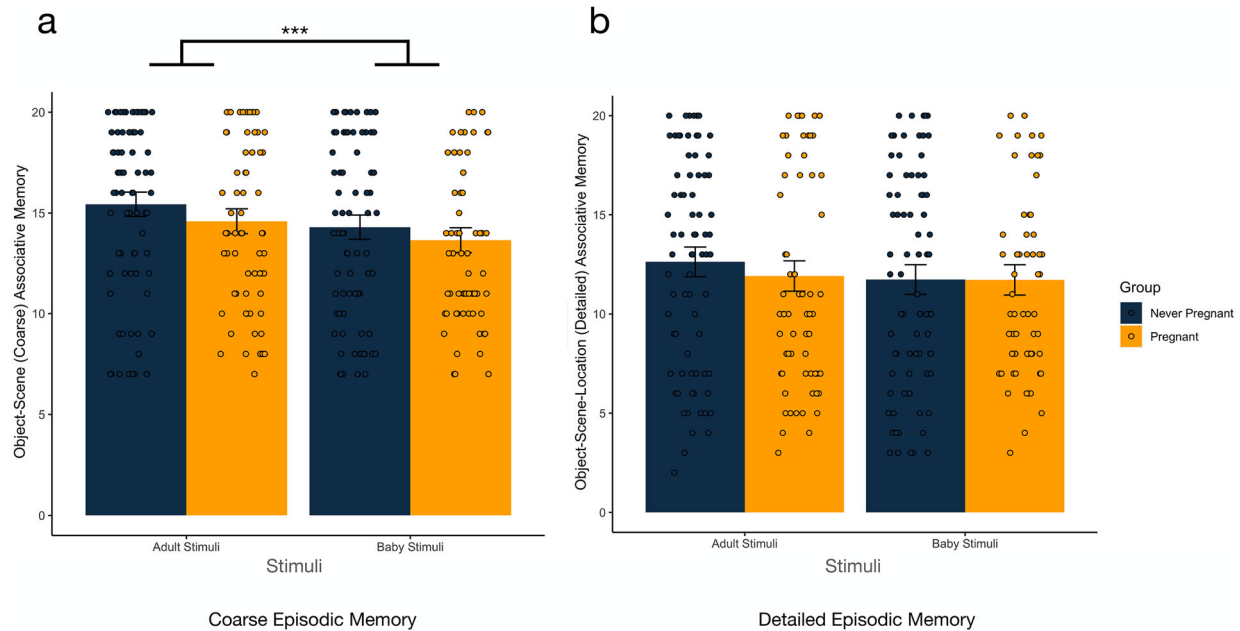 a
***
Object-Scene (Coarse) Associative Memory
20
15
10
5
0
Adult Stimuli
Baby Stimuli
Stimuli
Coarse Episodic Memory
b
Object-Scene-Location (Detailed) Associative Memory
20
15
10
5
0
Adult Stimuli
Baby Stimuli
Stimuli
Detailed Episodic Memory
Group
Never Pregnant
Pregnant